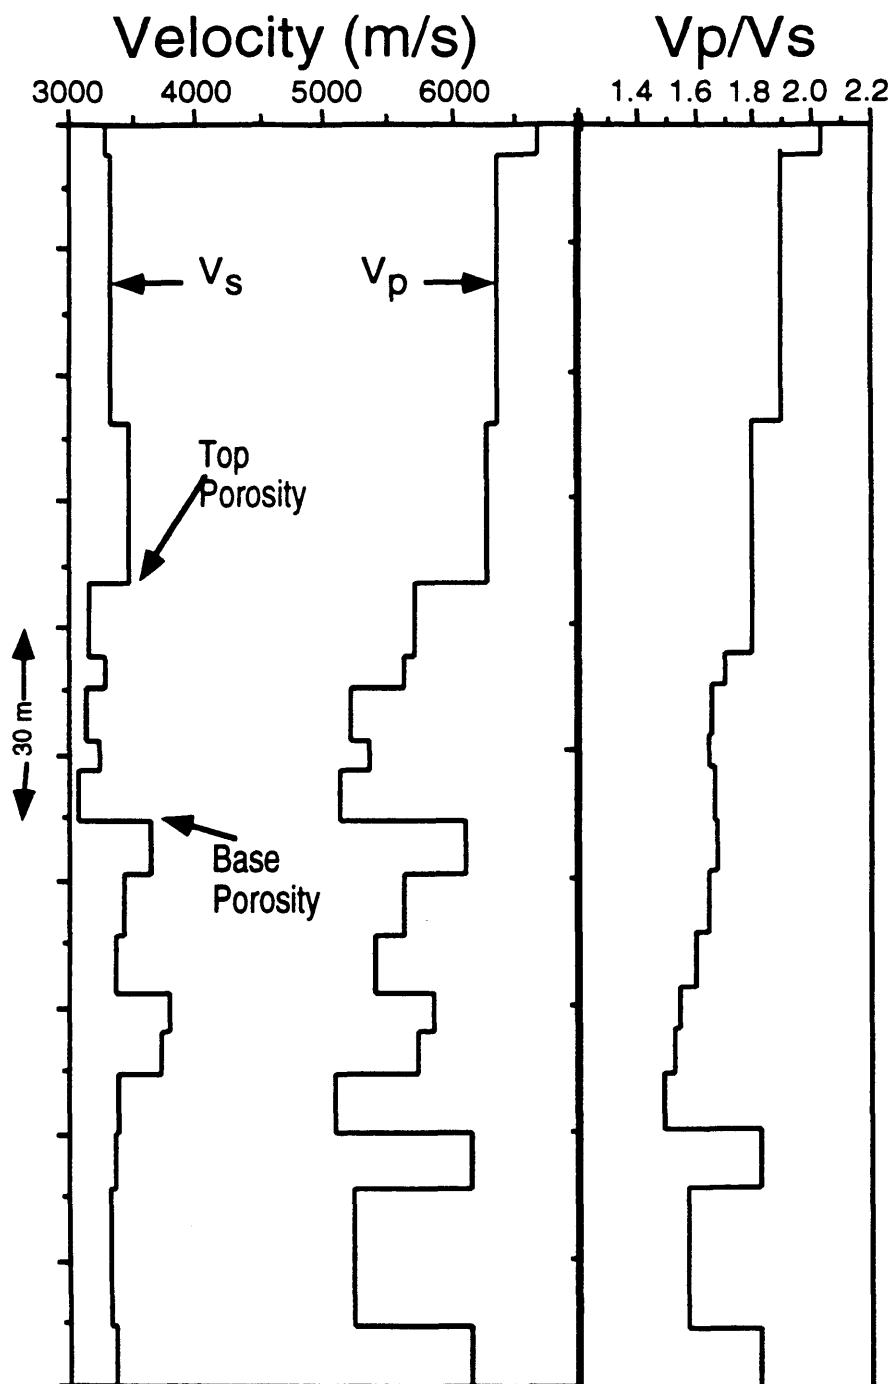 Velocity (m/s)
Vp/Vs
3000 4000 5000 6000
1.4 1.6 1.8 2.0 2.2
Vs
Vp
Top
Porosity
30 m
Base
Porosity